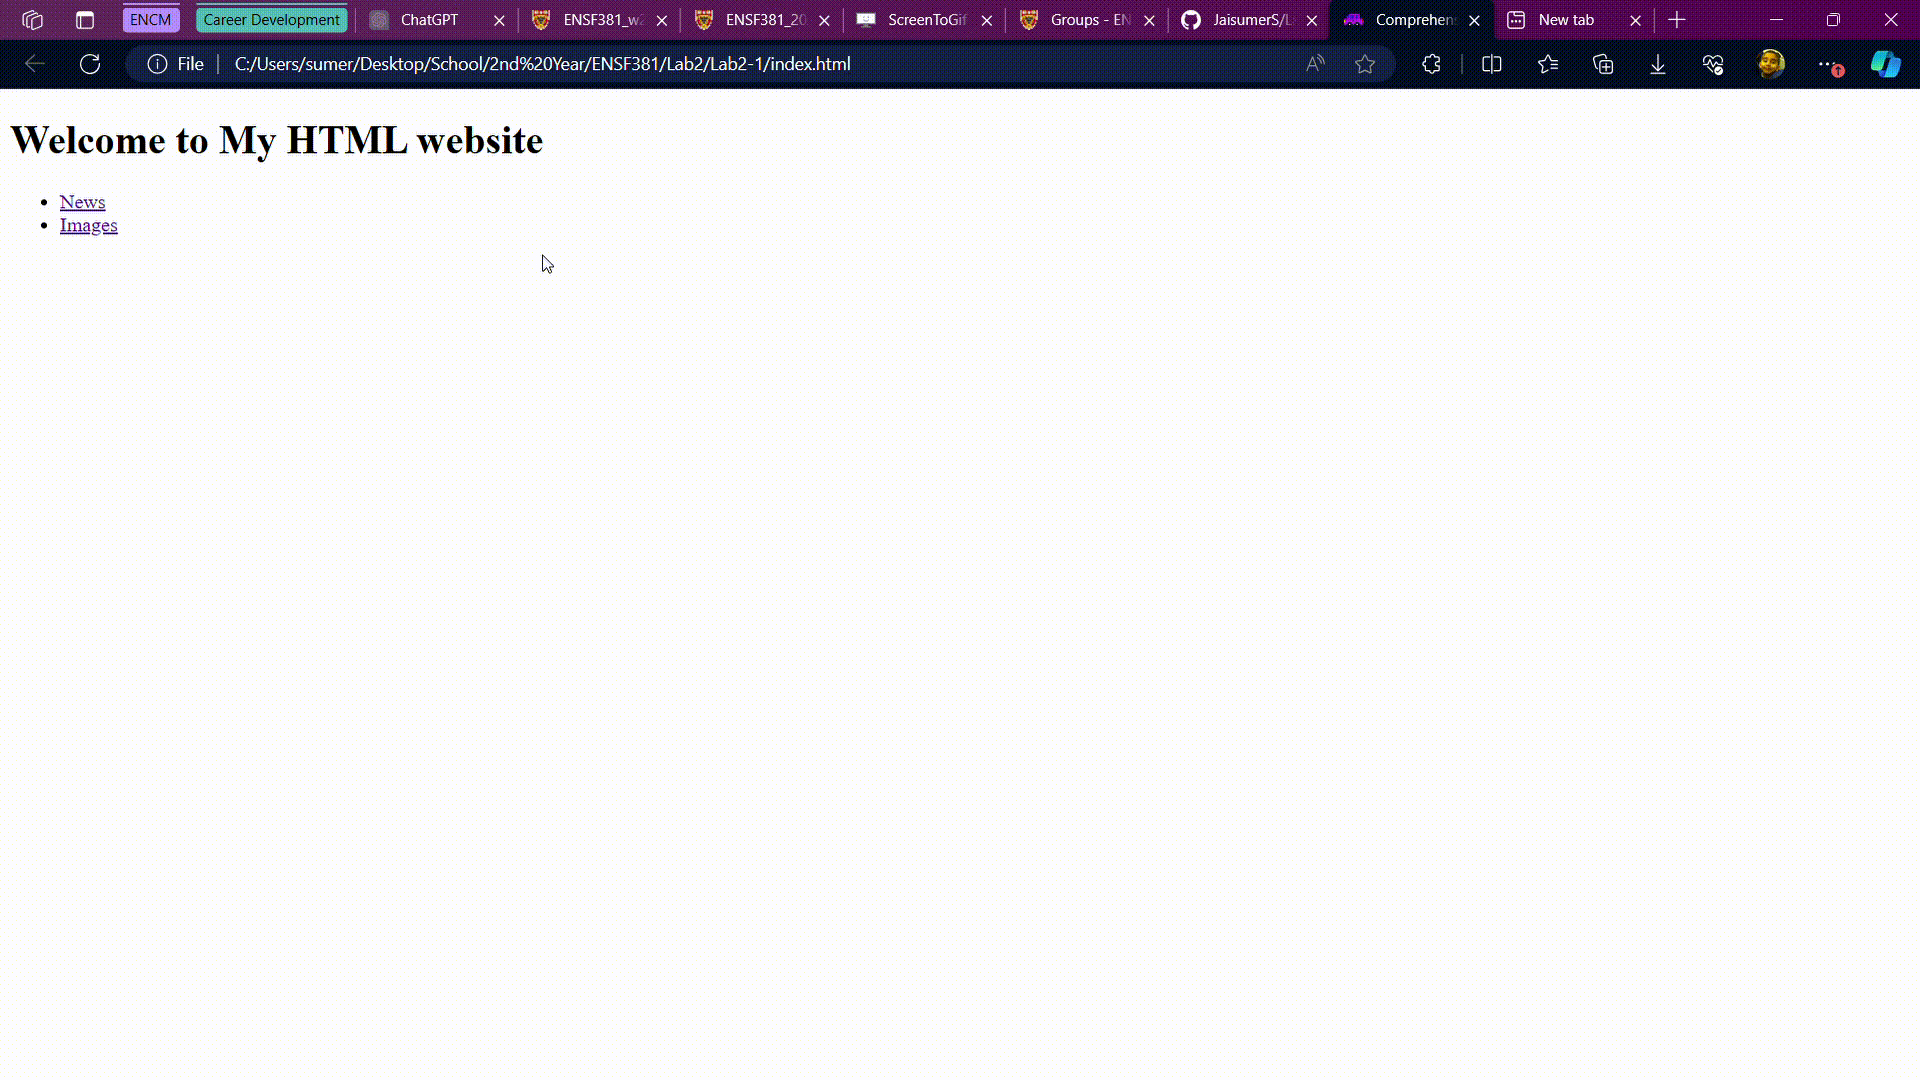 ENCM Career Development ChatGPT ENSF381_w ENSF381_20 ScreenToGif Groups - EN JaisumerS/L Comprehen New tab
File C:/Users/sumer/Desktop/School/2nd%20Year/ENSF381/Lab2/Lab2-1/index.html
Welcome to My HTML website
News
Images